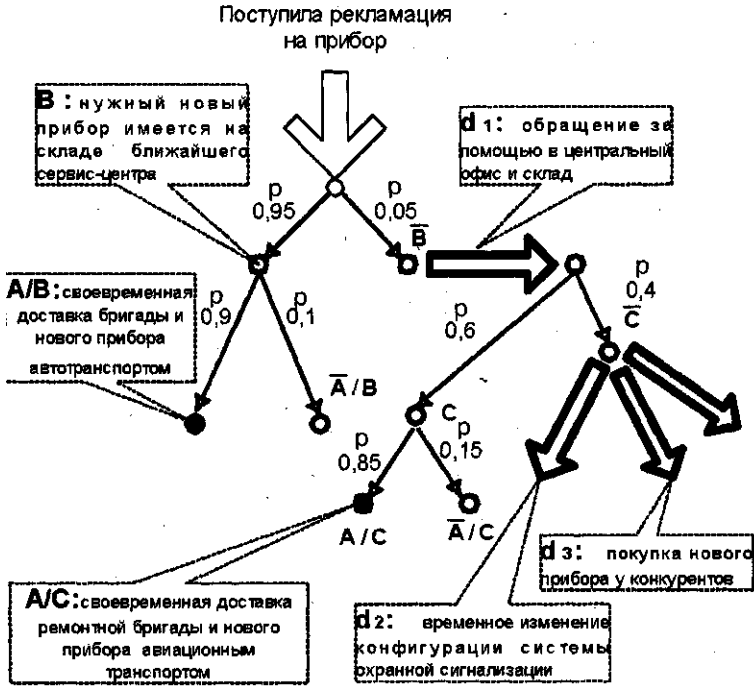 Поступила рекламация
на прибор
B : нужный новый
прибор имеется на
складе ближайшего
сервис-центра
d 1: обращение за
помощью в центральный
офис и склад
p
0,95
p
0,05
B̅
A/B: своевременная
доставка бригады и
нового прибора
автотранспортом
p
0,9
p
0,1
p
0,6
p
0,4
C̅
A̅ / B
C
p
0,85
p
0,15
A / C
A̅ / C
d 3: покупка нового
прибора у конкурентов
A/C: своевременная доставка
ремонтной бригады и нового
прибора авиационным
транспортом
d 2: временное изменение
конфигурации системы
охранной сигнализации